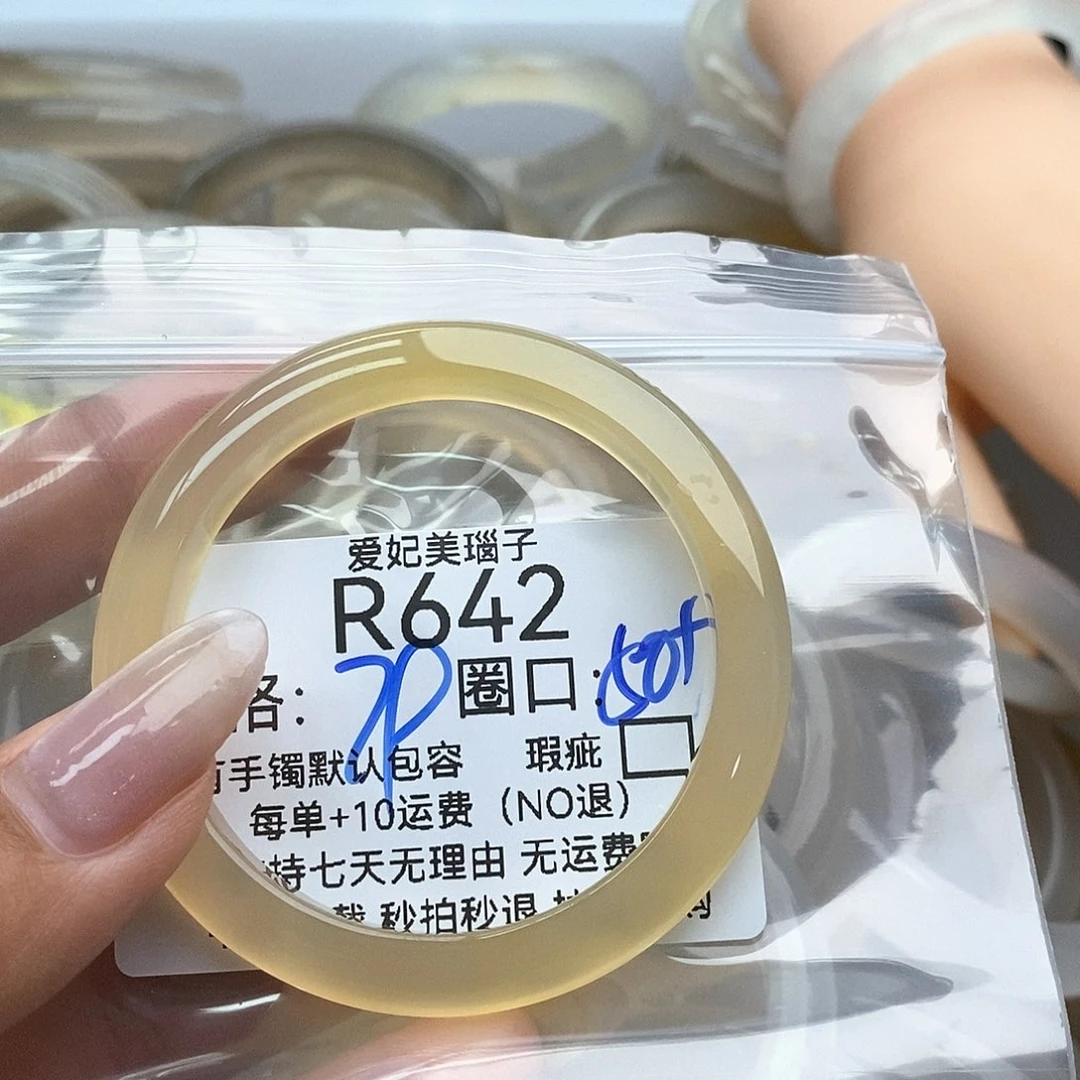 爱妃美瑙子
R642
格： 圈口：50+
有手镯默认包容 瑕疵
每单+10运费（NO退）
持七天无理由 无运费
秒拍秒退